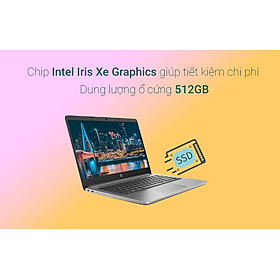 Chip Intel Iris Xe Graphics giúp tiết kiệm chi phí
Dung lượng ổ cứng 512GB
SSD